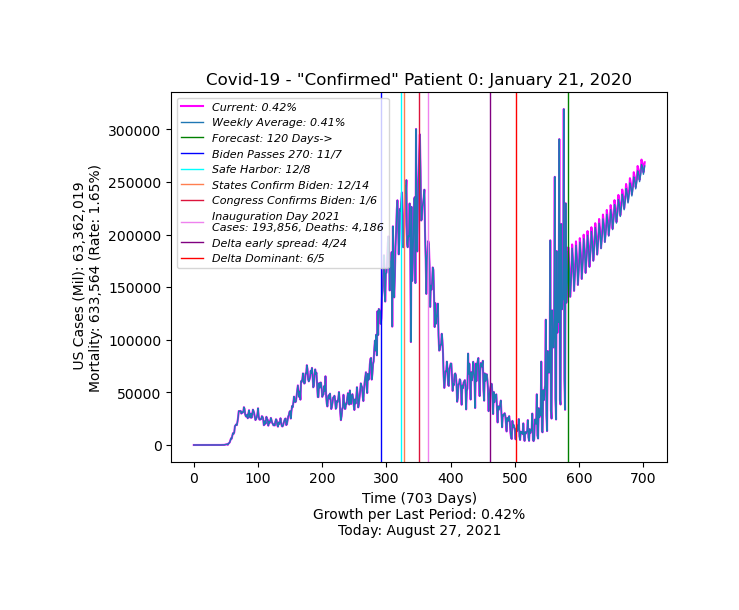 Covid-19 - "Confirmed" Patient 0: January 21, 2020
Current: 0.42%
Weekly Average: 0.41%
Forecast: 120 Days->
Biden Passes 270: 11/7
Safe Harbor: 12/8
States Confirm Biden: 12/14
Congress Confirms Biden: 1/6
Inauguration Day 2021
Cases: 193,856, Deaths: 4,186
Delta early spread: 4/24
Delta Dominant: 6/5
US Cases (Mil): 63,362,019
Mortality: 633,564 (Rate: 1.65%)
300000
250000
200000
150000
100000
50000
0
0 100 200 300 400 500 600 700
Time (703 Days)
Growth per Last Period: 0.42%
Today: August 27, 2021